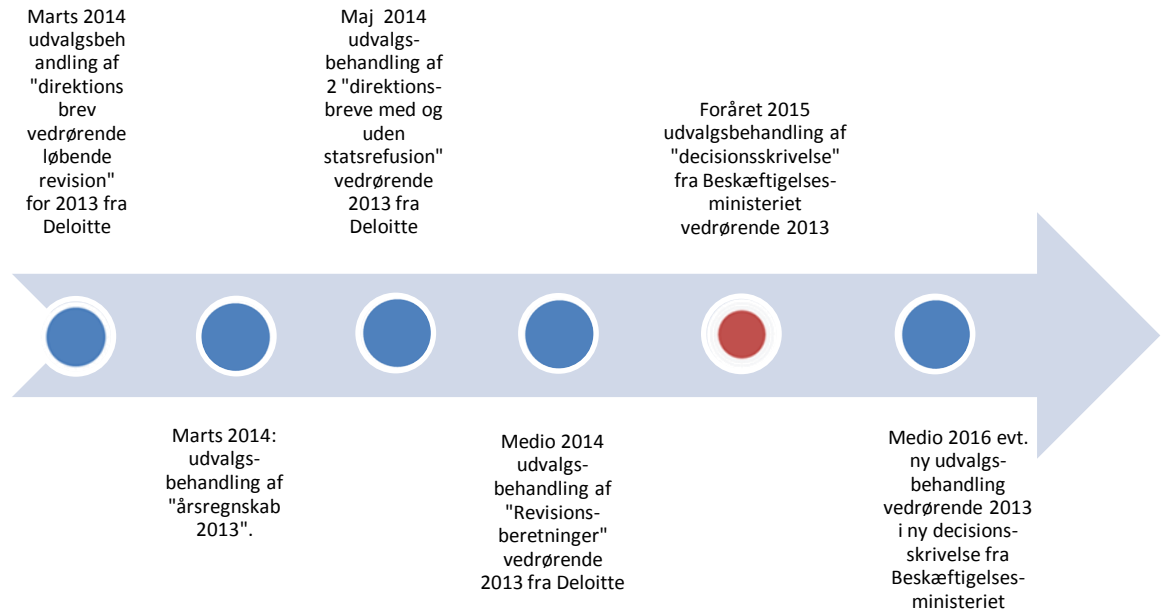 Marts 2014
udvalgsbeh
andling af
"direktions
brev
vedrørende
løbende
revision"
for 2013 fra
Deloitte
Marts 2014:
udvalgs-
behandling af
"årsregnskab
2013".
Maj 2014
udvalgs-
behandling af
2 "direktions-
breve med og
uden
statsrefusion"
vedrørende
2013 fra
Deloitte
Medio 2014
udvalgs-
behandling af
"Revisions-
beretninger"
vedrørende
2013 fra Deloitte
Foråret 2015
udvalgsbehandling af
"decisionsskrivelse"
fra Beskæftigelses-
ministeriet
vedrørende 2013
Medio 2016 evt.
ny udvalgs-
behandling
vedrørende 2013
i ny decisions-
skrivelse fra
Beskæftigelses-
ministeriet